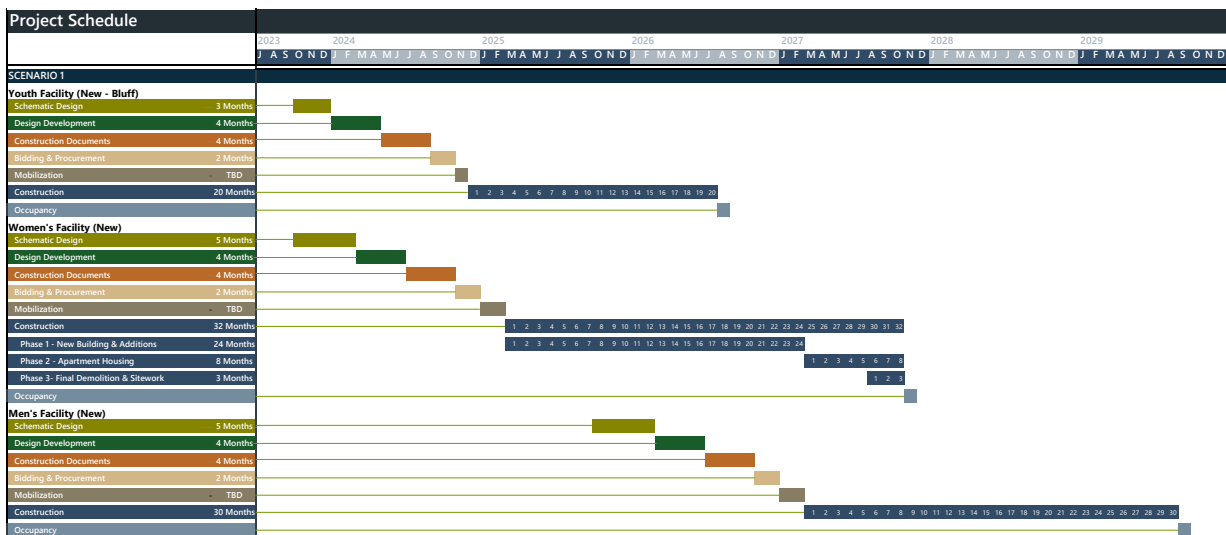 Project Schedule
2023 2024 2025 2026 2027 2028 2029
J A S O N D J F M A M J J A S O N D J F M A M J J A S O N D J F M A M J J A S O N D J F M A M J J A S O N D J F M A M J J A S O N D J F M A M J J A S O N D
SCENARIO 1
Youth Facility (New - Bluff)
Schematic Design 3 Months
Design Development 4 Months
Construction Documents 4 Months
Bidding & Procurement 2 Months
Mobilization - TBD
Construction 20 Months 1 2 3 4 5 6 7 8 9 10 11 12 13 14 15 16 17 18 19 20
Occupancy
Women's Facility (New)
Schematic Design 5 Months
Design Development 4 Months
Construction Documents 4 Months
Bidding & Procurement 2 Months
Mobilization - TBD
Construction 32 Months 1 2 3 4 5 6 7 8 9 10 11 12 13 14 15 16 17 18 19 20 21 22 23 24 25 26 27 28 29 30 31 32
Phase 1 - New Building & Additions 24 Months 1 2 3 4 5 6 7 8 9 10 11 12 13 14 15 16 17 18 19 20 21 22 23 24
Phase 2 - Apartment Housing 8 Months 1 2 3 4 5 6 7 8
Phase 3- Final Demolition & Sitework 3 Months 1 2 3
Occupancy
Men's Facility (New)
Schematic Design 5 Months
Design Development 4 Months
Construction Documents 4 Months
Bidding & Procurement 2 Months
Mobilization - TBD
Construction 30 Months 1 2 3 4 5 6 7 8 9 10 11 12 13 14 15 16 17 18 19 20 21 22 23 24 25 26 27 28 29 30
Occupancy